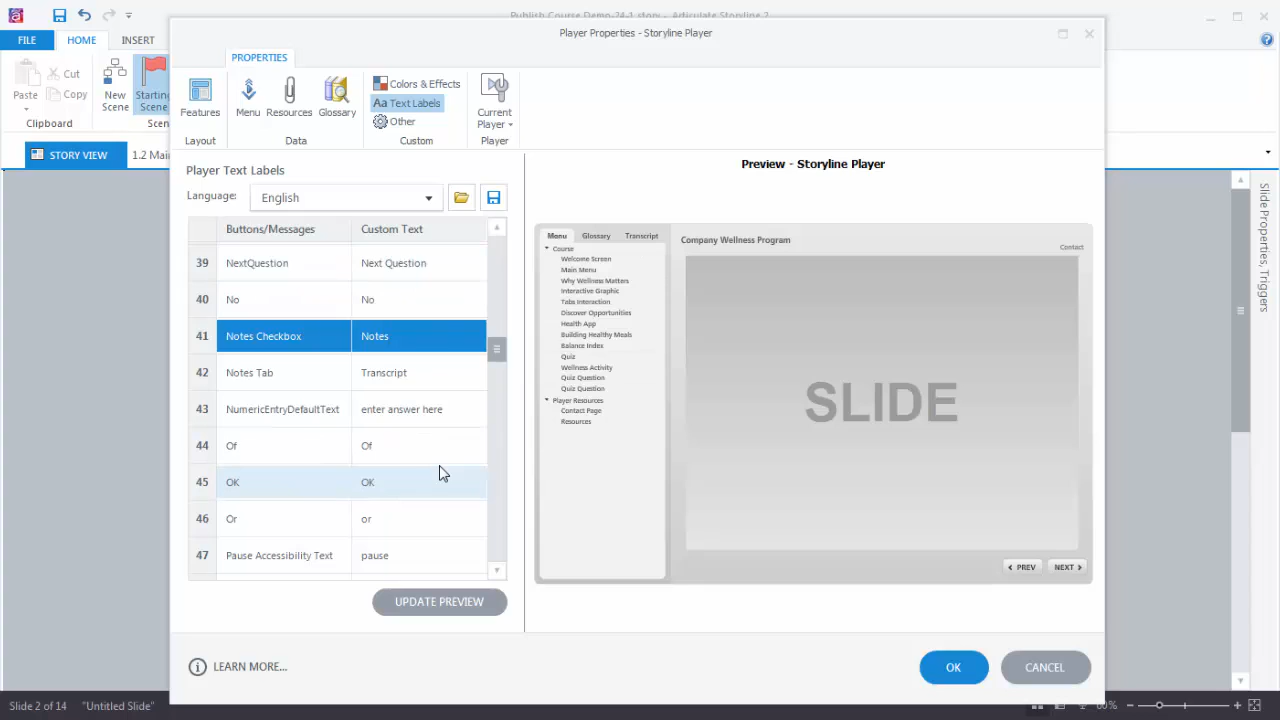 Publish Course Demo-24-1.story - Articulate Storyline 2
FILE
HOME
INSERT
Paste
Cut
Copy
Clipboard
New
Scene
Starting
Scene
STORY VIEW
Player Properties - Storyline Player
PROPERTIES
Features
Layout
Menu
Resources
Glossary
Data
Colors & Effects
Aa Text Labels
Other
Custom
Current
Player
Player
Player Text Labels
Language:
English
Buttons/Messages
Custom Text
39 NextQuestion Next Question
40 No No
41 Notes Checkbox Notes
42 Notes Tab Transcript
43 NumericEntryDefaultText enter answer here
44 Of Of
45 OK OK
46 Or or
47 Pause Accessibility Text pause
UPDATE PREVIEW
Preview - Storyline Player
Menu
Glossary
Transcript
Course
Welcome Screen
Main Menu
Why Wellness Matters
Interactive Graphic
Tabs Interaction
Discover Opportunities
Health App
Building Healthy Meals
Balance Index
Quiz
Wellness Activity
Quiz Question
Quiz Question
Player Resources
Contact Page
Resources
Company Wellness Program
Contact
SLIDE
PREV
NEXT
LEARN MORE...
OK
CANCEL
Slide Properties, Triggers
Slide 2 of 14
"Untitled Slide"